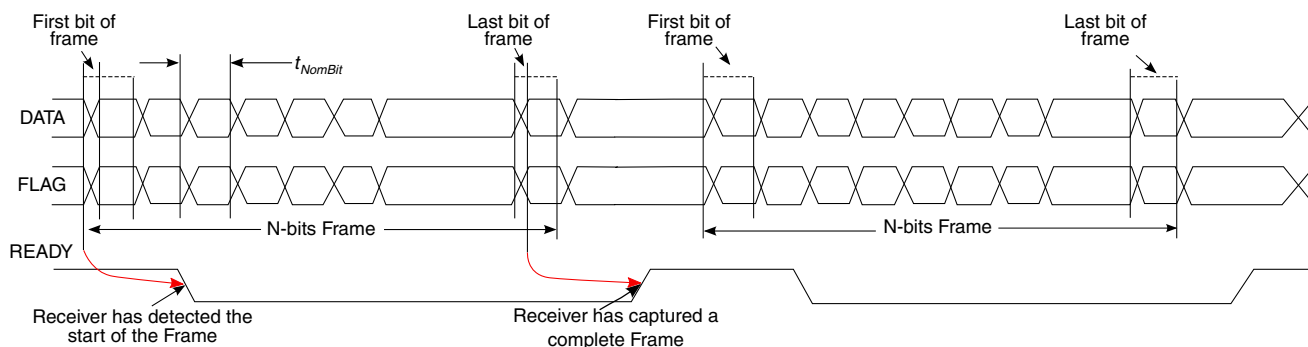 First bit of
frame
Last bit of
frame
First bit of
frame
Last bit of
frame
tNomBit
DATA
FLAG
N-bits Frame
N-bits Frame
READY
Receiver has detected the
start of the Frame
Receiver has captured a
complete Frame